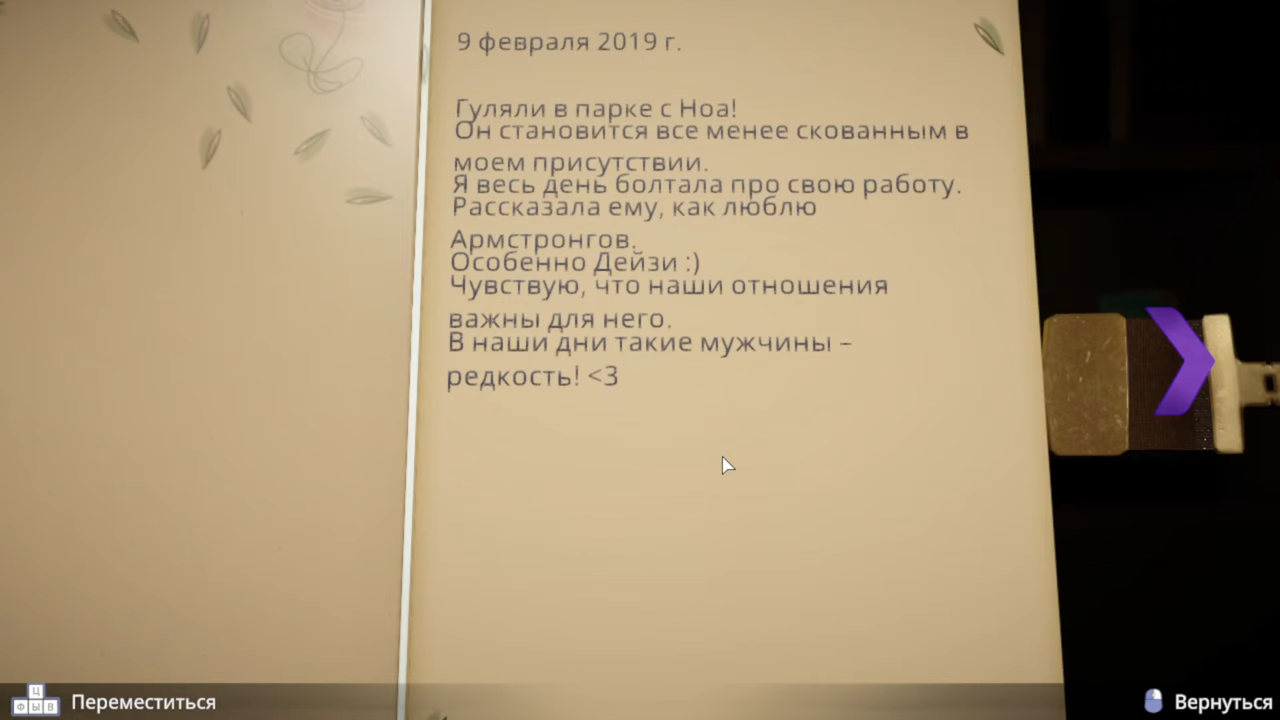 9 февраля 2019 г.
Гуляли в парке с Ноа!
Он становится все менее скованным в
моем присутствии.
Я весь день болтала про свою работу.
Рассказала ему, как люблю
Армстронгов.
Особенно Дейзи :)
Чувствую, что наши отношения
важны для него.
В наши дни такие мужчины –
редкость! <3
Ц
Ф Ы В
Переместиться
Вернуться